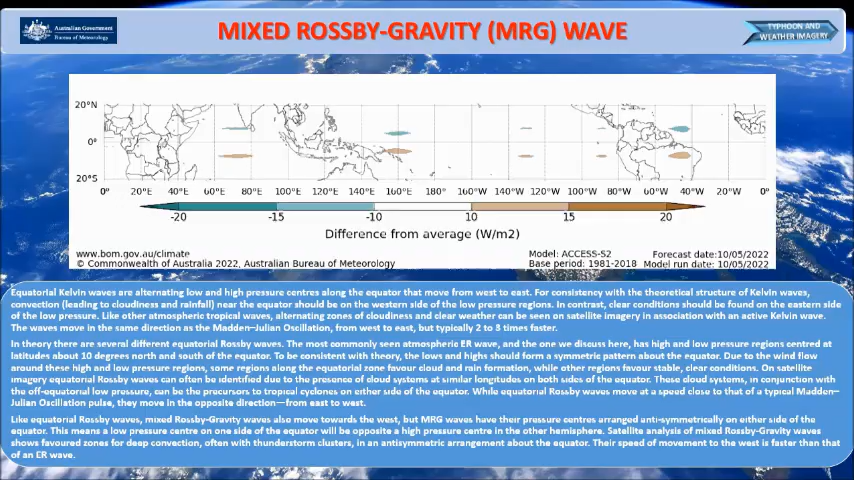 Australian Government
Bureau of Meteorology
MIXED ROSSBY-GRAVITY (MRG) WAVE
TYPHOON AND
WEATHER IMAGERY
20°N
0°
20°S
0° 20°E 40°E 60°E 80°E 100°E 120°E 140°E 160°E 180° 160°W 140°W 120°W 100°W 80°W 60°W 40°W 20°W 0°
-20 -15 -10 10 15 20
Difference from average (W/m2)
www.bom.gov.au/climate
© Commonwealth of Australia 2022, Australian Bureau of Meteorology
Model: ACCESS-S2
Base period: 1981-2018
Forecast date:10/05/2022
Model run date: 10/05/2022
Equatorial Kelvin waves are alternating low and high pressure centres along the equator that move from west to east. For consistency with the theoretical structure of Kelvin waves,
convection (leading to cloudiness and rainfall) near the equator should be on the western side of the low pressure regions. In contrast, clear conditions should be found on the eastern side
of the low pressure. Like other atmospheric tropical waves, alternating zones of cloudiness and clear weather can be seen on satellite imagery in association with an active Kelvin wave.
The waves move in the same direction as the Madden–Julian Oscillation, from west to east, but typically 2 to 3 times faster.
In theory there are several different equatorial Rossby waves. The most commonly seen atmospheric ER wave, and the one we discuss here, has high and low pressure regions centred at
latitudes about 10 degrees north and south of the equator. To be consistent with theory, the lows and highs should form a symmetric pattern about the equator. Due to the wind flow
around these high and low pressure regions, some regions along the equatorial zone favour cloud and rain formation, while other regions favour stable, clear conditions. On satellite
imagery equatorial Rossby waves can often be identified due to the presence of cloud systems at similar longitudes on both sides of the equator. These cloud systems, in conjunction with
the off-equatorial low pressure, can be the precursors to tropical cyclones on either side of the equator. While equatorial Rossby waves move at a speed close to that of a typical Madden–
Julian Oscillation pulse, they move in the opposite direction—from east to west.
Like equatorial Rossby waves, mixed Rossby-Gravity waves also move towards the west, but MRG waves have their pressure centres arranged anti-symmetrically on either side of the
equator. This means a low pressure centre on one side of the equator will be opposite a high pressure centre in the other hemisphere. Satellite analysis of mixed Rossby-Gravity waves
shows favoured zones for deep convection, often with thunderstorm clusters, in an antisymmetric arrangement about the equator. Their speed of movement to the west is faster than that
of an ER wave.